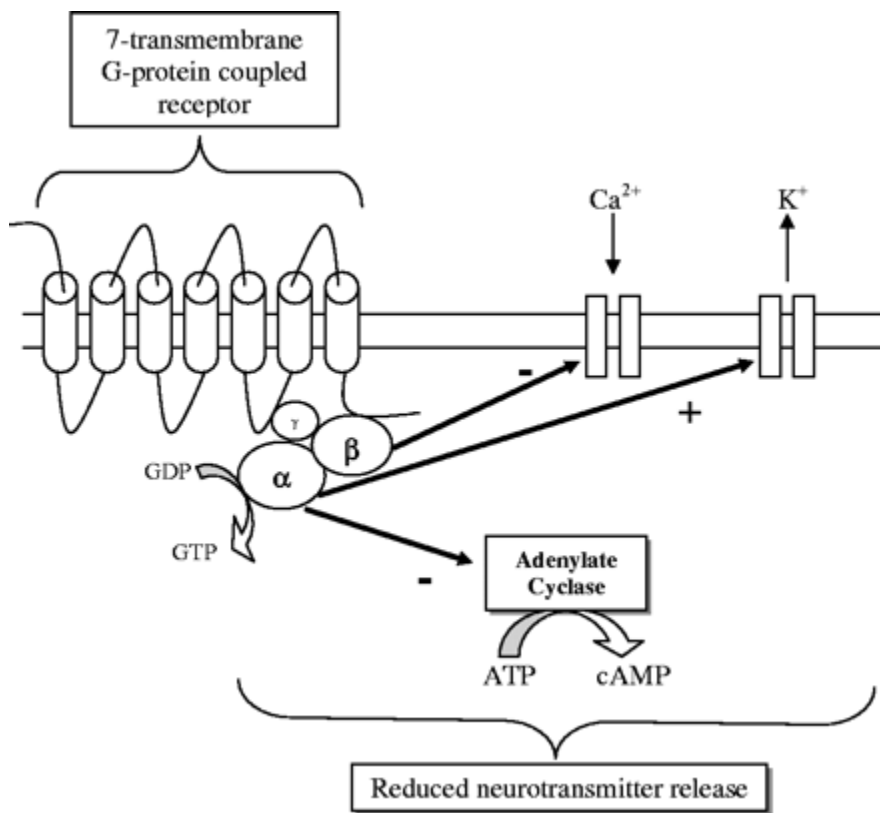 7-transmembrane
G-protein coupled
receptor
Ca²⁺
K⁺
-
+
γ
β
α
GDP
GTP
-
Adenylate
Cyclase
ATP
cAMP
Reduced neurotransmitter release